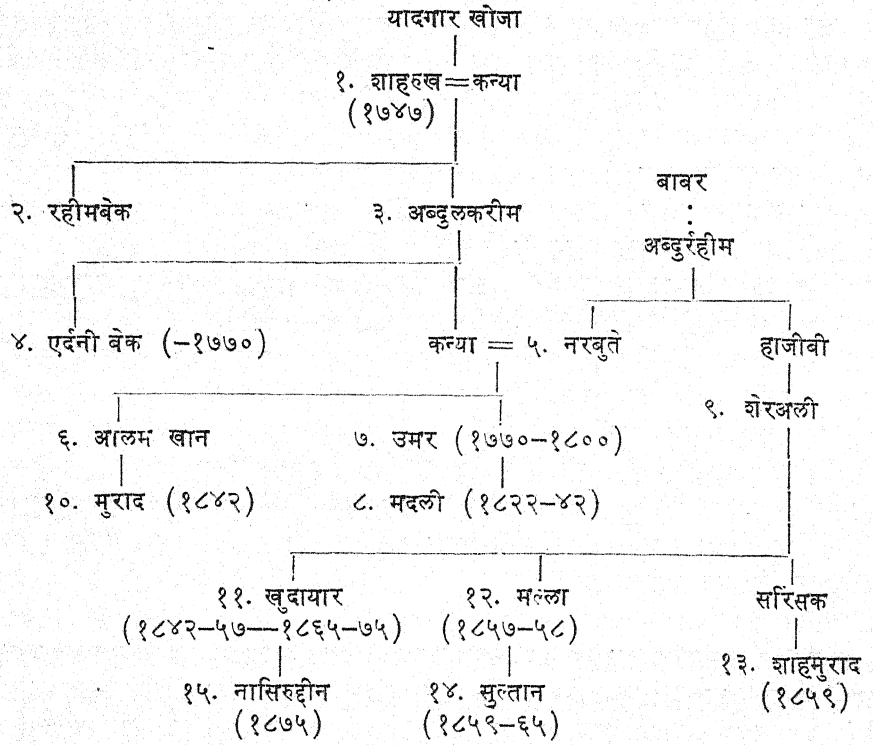 यादगार खोजा
१. शाहरुख=कन्या
(१७४७)
बाबर
२. रहीमबेक ३. अब्दुलकरीम
अब्दुर्रहीम
४. एर्दनी बेक (-१७७०) कन्या = ५. नरबुते हाजीबी
९. शेरअली
६. आलम खान ७. उमर (१७७०-१८००)
१०. मुराद (१८४२) ८. मदली (१८२२-४२)
११. खुदायार १२. मल्ला सरिंसक
(१८४२-५७—१८६५-७५) (१८५७-५८)
१३. शाहमुराद
१५. नासिरुद्दीन १४. सुल्तान (१८५९)
(१८७५) (१८५९-६५)